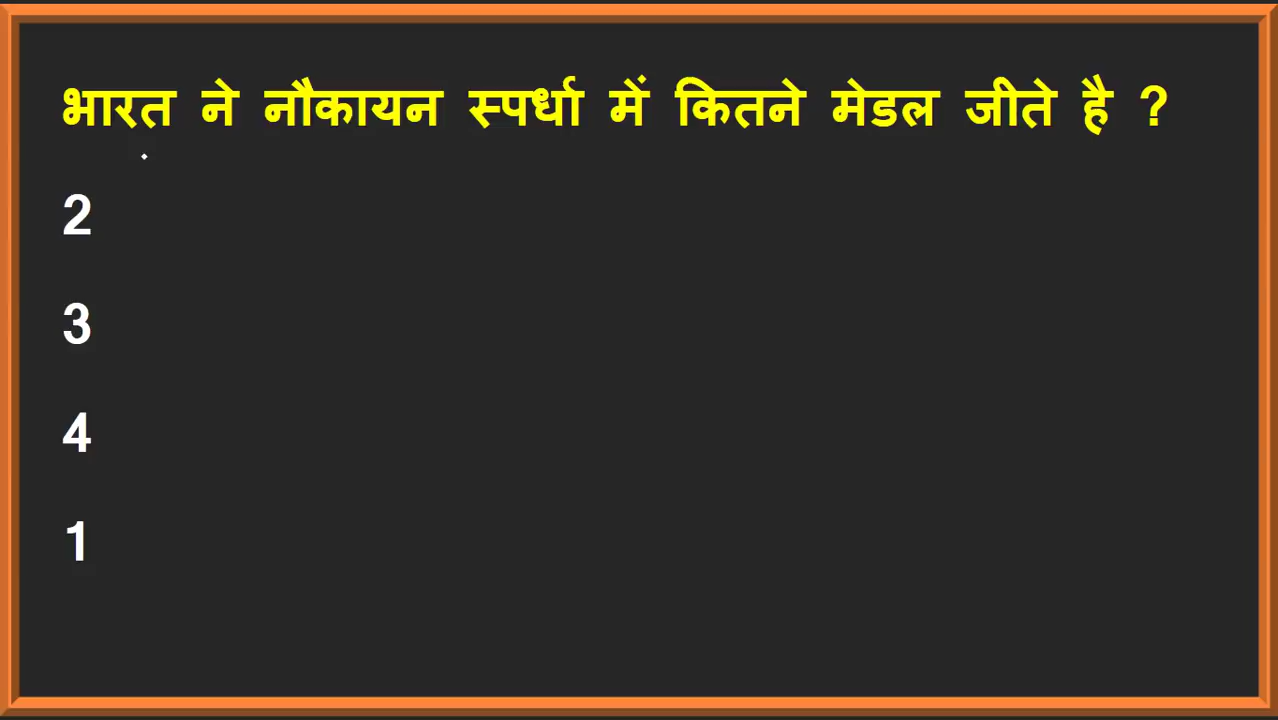 भारत ने नौकायन स्पर्धा में कितने मेडल जीते है ?
2
3
4
1